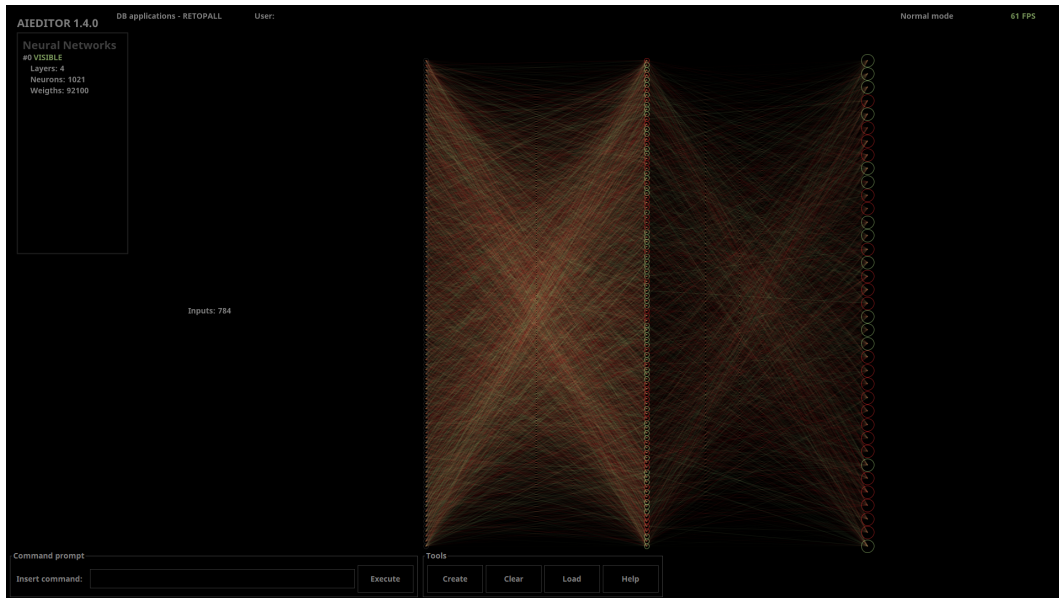 AIEDITOR 1.4.0
DB applications - RETOPALL
User:
Normal mode
61 FPS
Neural Networks
#0 VISIBLE
Layers: 4
Neurons: 1021
Weigths: 92100
Inputs: 784
Command prompt
Insert command:
Execute
Tools
Create
Clear
Load
Help